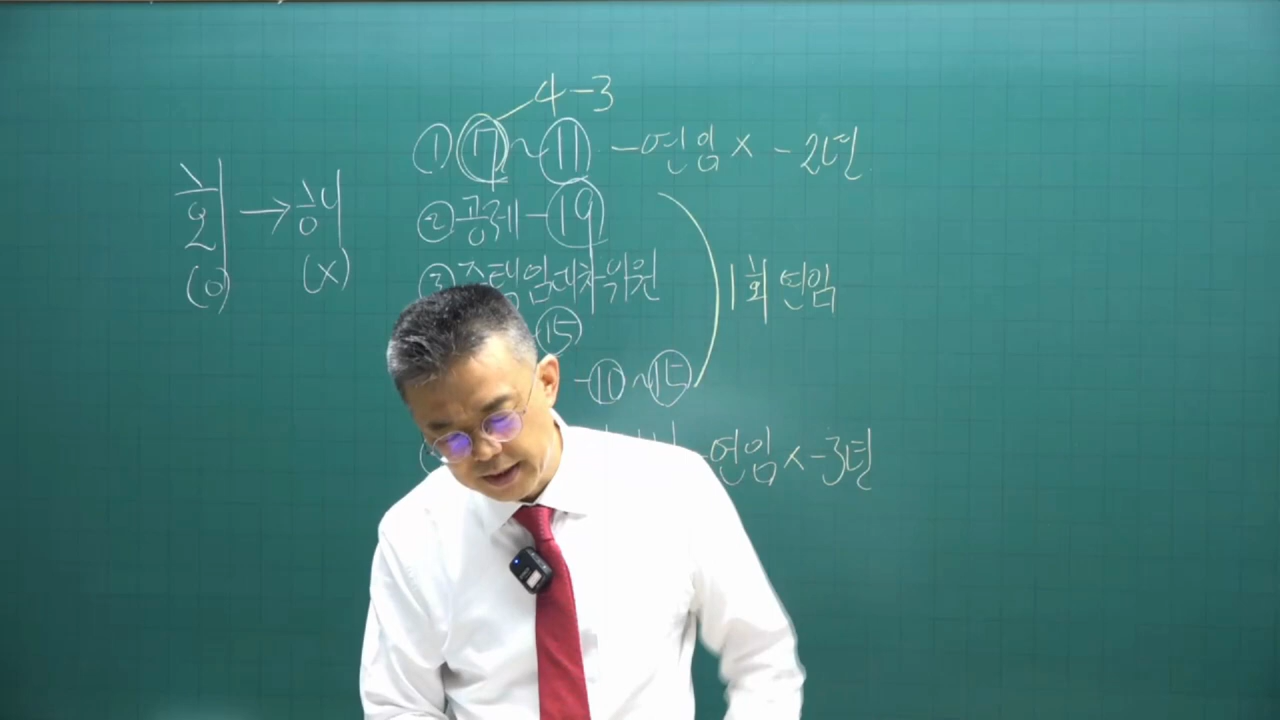 4-3
① ⑰~⑪ -연임 × -2년
회 → 해
② 공제 - ⑲
(o) (x)
③ 주택임대차위원
1회 연임
⑮
-⑩~⑮
연임 × -3년